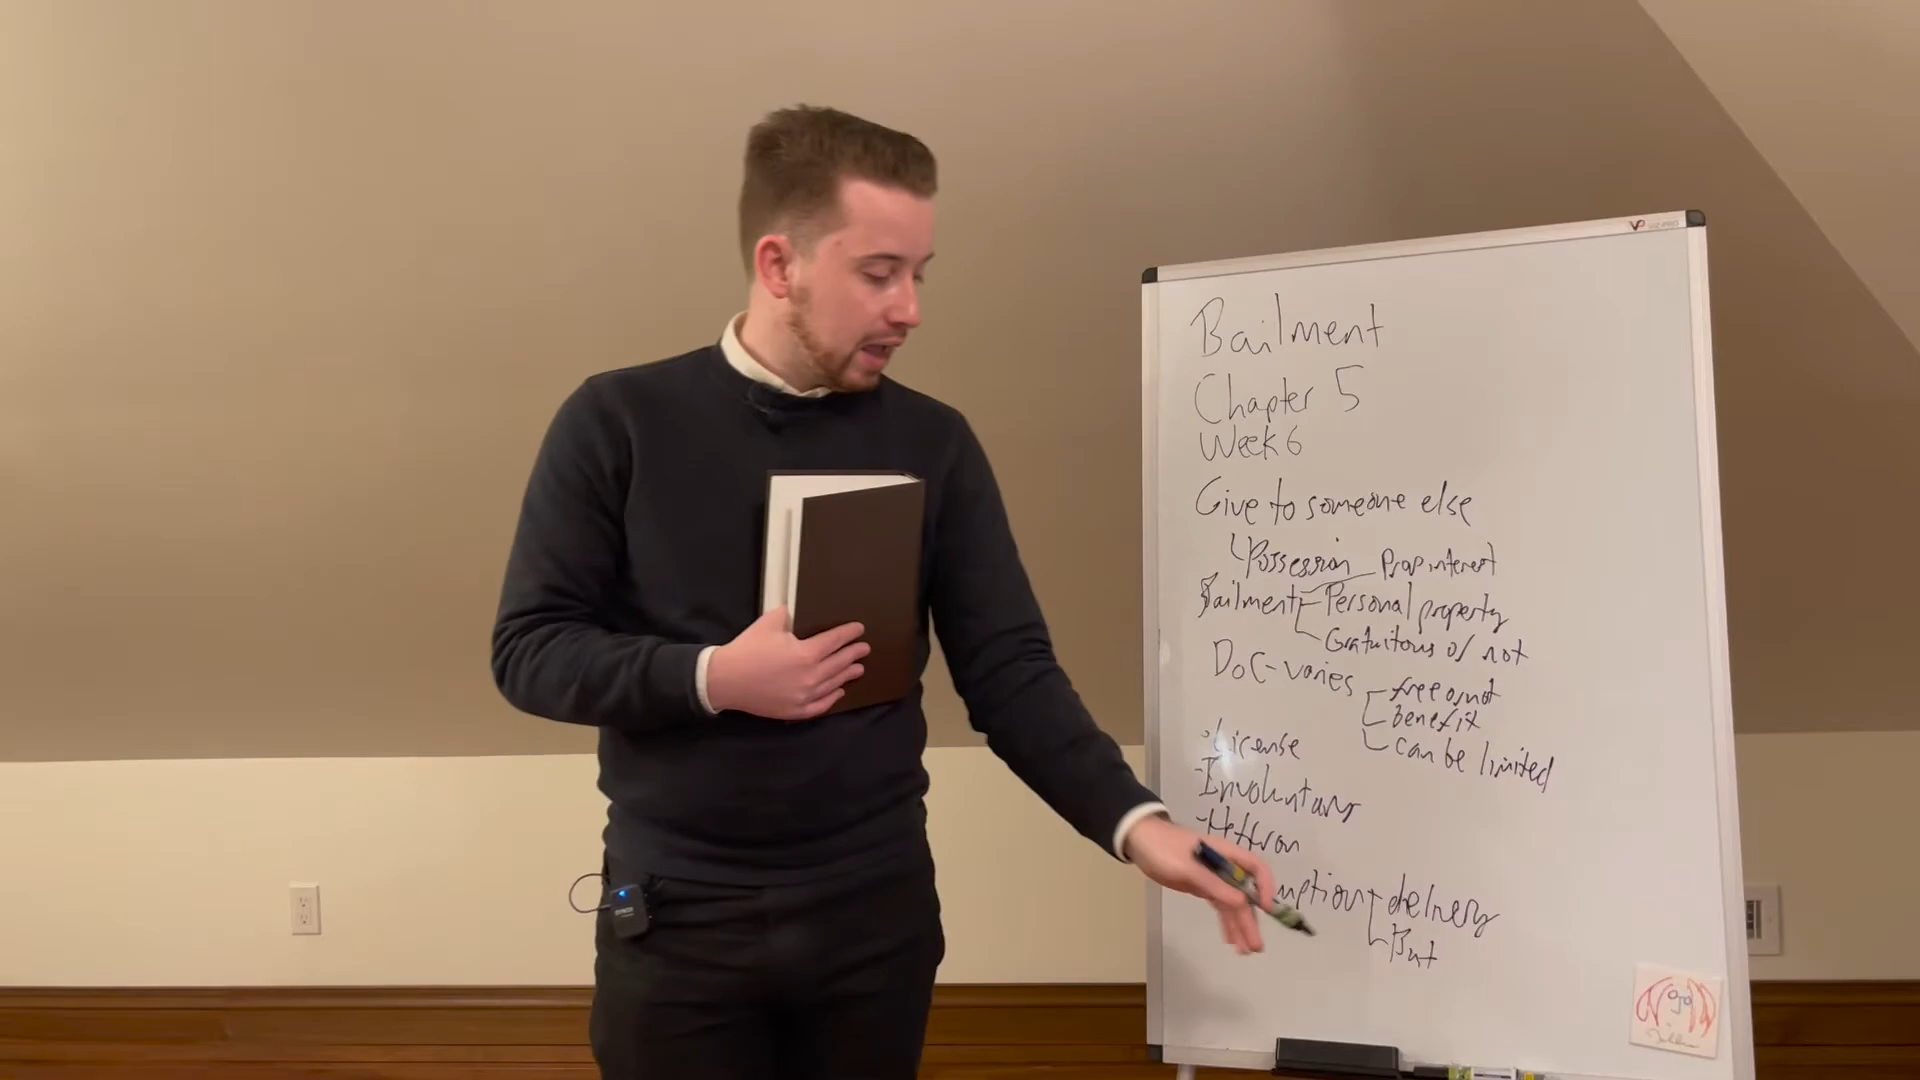 Bailment
Chapter 5
Week 6
Give to someone else
Possession Prop interest
Bailment Personal property
Gratuitous or not
DOC-varies free or not
benefit
can be limited
License
-Involuntary
-Heffron
mption delivery
But